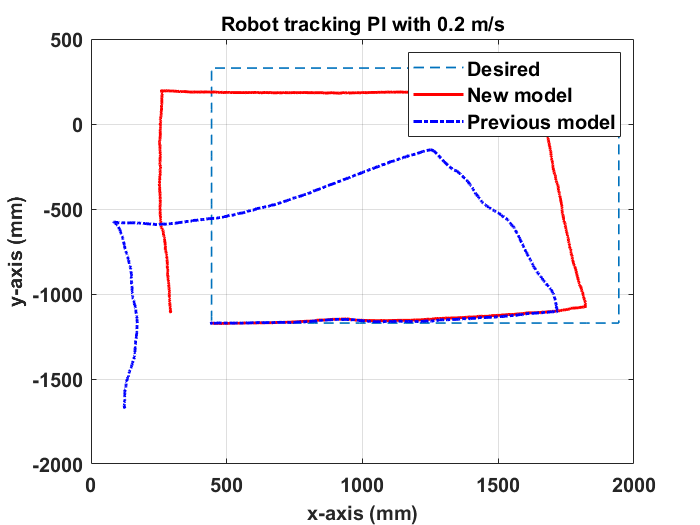 Robot tracking PI with 0.2 m/s
Desired
New model
Previous model
y-axis (mm)
500
0
-500
-1000
-1500
-2000
0 500 1000 1500 2000
x-axis (mm)